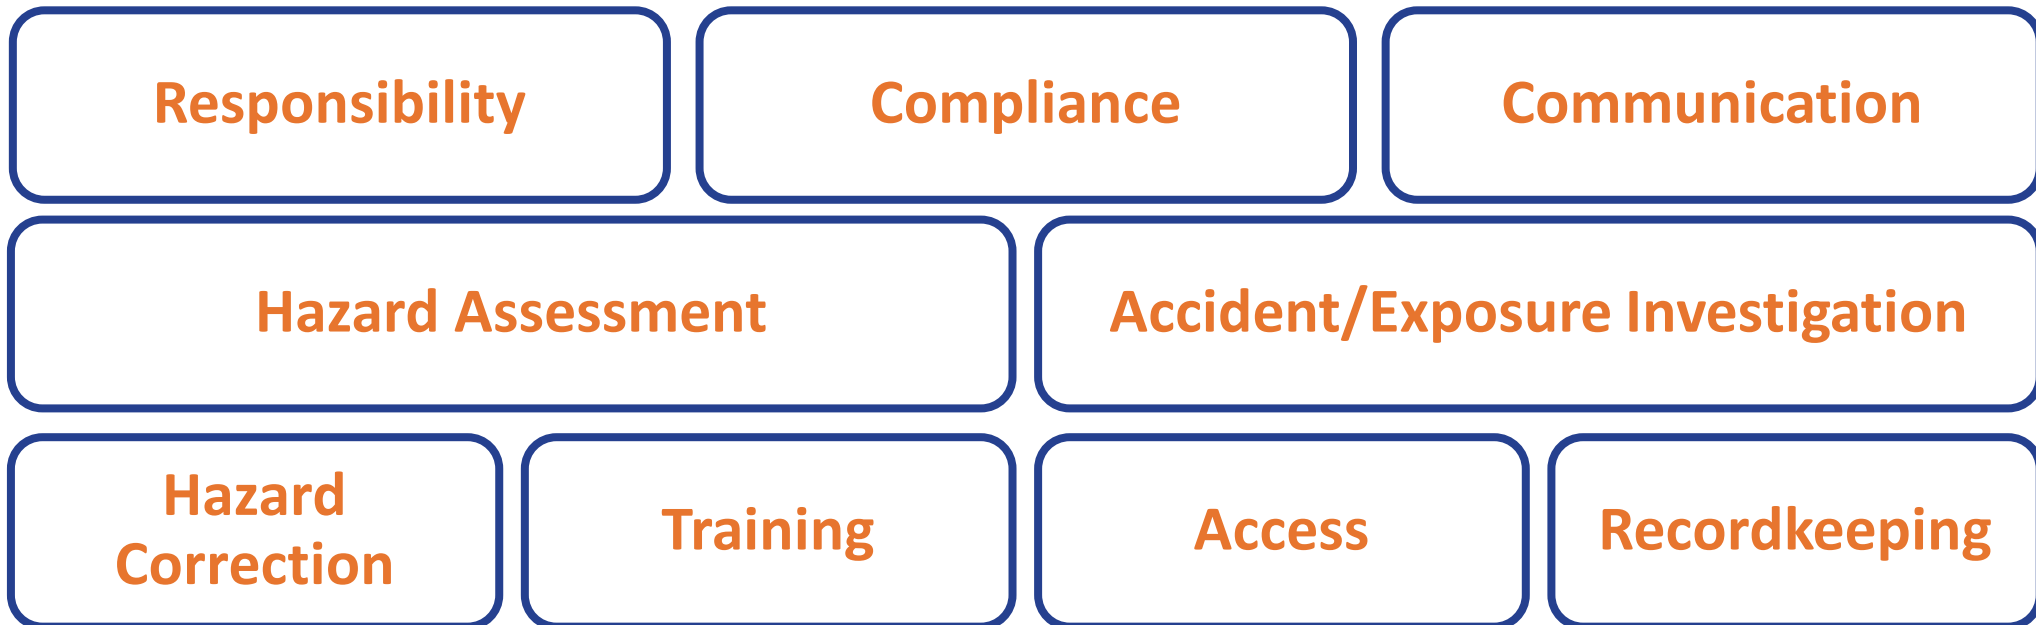 Responsibility
Compliance
Communication
Hazard Assessment
Accident/Exposure Investigation
Hazard
Correction
Training
Access
Recordkeeping